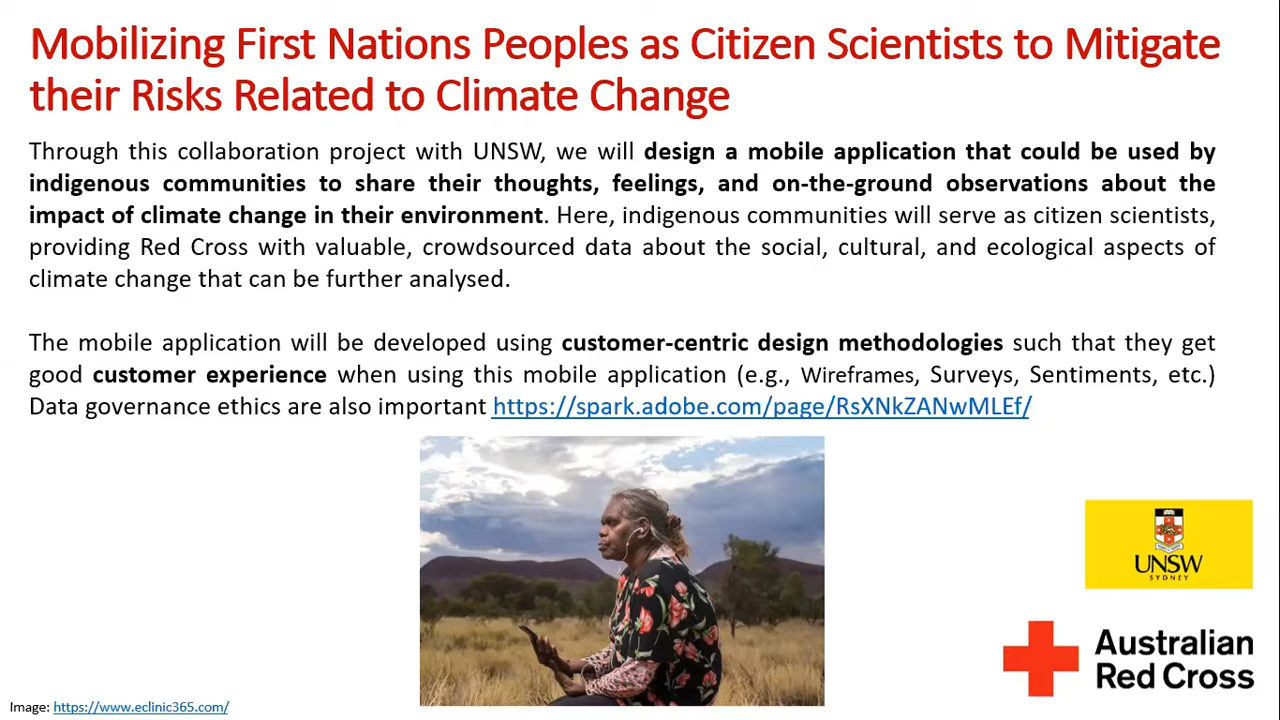 Mobilizing First Nations Peoples as Citizen Scientists to Mitigate
their Risks Related to Climate Change
Through this collaboration project with UNSW, we will design a mobile application that could be used by
indigenous communities to share their thoughts, feelings, and on-the-ground observations about the
impact of climate change in their environment. Here, indigenous communities will serve as citizen scientists,
providing Red Cross with valuable, crowdsourced data about the social, cultural, and ecological aspects of
climate change that can be further analysed.
The mobile application will be developed using customer-centric design methodologies such that they get
good customer experience when using this mobile application (e.g., Wireframes, Surveys, Sentiments, etc.)
Data governance ethics are also important https://spark.adobe.com/page/RsXNkZANwMLEf/
UNSW
SYDNEY
Australian
Red Cross
Image: https://www.eclinic365.com/